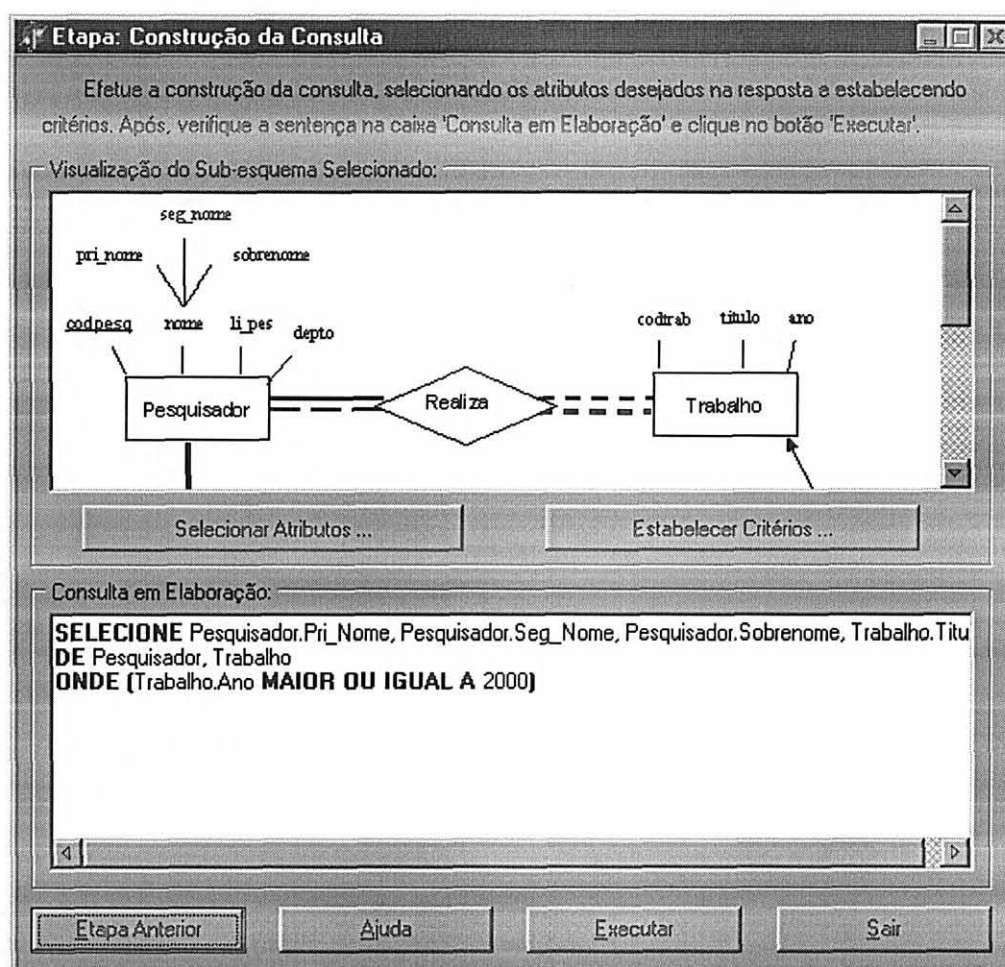 Etapa: Construção da Consulta
Efetue a construção da consulta, selecionando os atributos desejados na resposta e estabelecendo
critérios. Após, verifique a sentença na caixa 'Consulta em Elaboração' e clique no botão 'Executar'.
Visualização do Sub-esquema Selecionado:
seg_nome
pri_nome sobrenome
codpesq nome li_pes depto codtrab titulo ano
Pesquisador Realiza Trabalho
Selecionar Atributos ... Estabelecer Critérios ...
Consulta em Elaboração:
SELECIONE Pesquisador.Pri_Nome, Pesquisador.Seg_Nome, Pesquisador.Sobrenome, Trabalho.Titu
DE Pesquisador, Trabalho
ONDE (Trabalho.Ano MAIOR OU IGUAL A 2000)
Etapa Anterior Ajuda Executar Sair